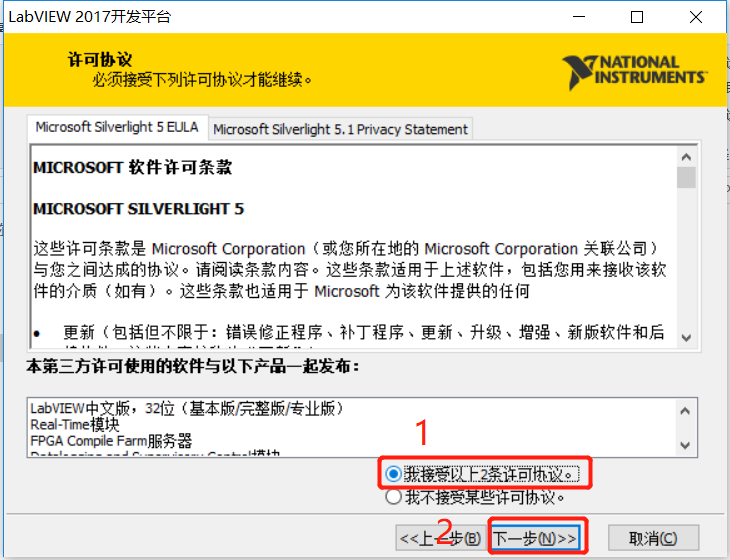 LabVIEW 2017开发平台
许可协议
必须接受下列许可协议才能继续。
NATIONAL
INSTRUMENTS
Microsoft Silverlight 5 EULA
Microsoft Silverlight 5.1 Privacy Statement
MICROSOFT 软件许可条款
MICROSOFT SILVERLIGHT 5
这些许可条款是 Microsoft Corporation（或您所在地的 Microsoft Corporation 关联公司）
与您之间达成的协议。请阅读条款内容。这些条款适用于上述软件，包括您用来接收该软
件的介质（如有）。这些条款也适用于 Microsoft 为该软件提供的任何
• 更新（包括但不限于：错误修正程序、补丁程序、更新、升级、增强、新版软件和后
本第三方许可使用的软件与以下产品一起发布：
LabVIEW中文版，32位（基本版/完整版/专业版）
Real-Time模块
FPGA Compile Farm服务器
Datalogging and Supervisory Control模块
1
我接受以上2条许可协议。
我不接受某些许可协议。
2
<<上一步(B)
下一步(N)>>
取消(C)